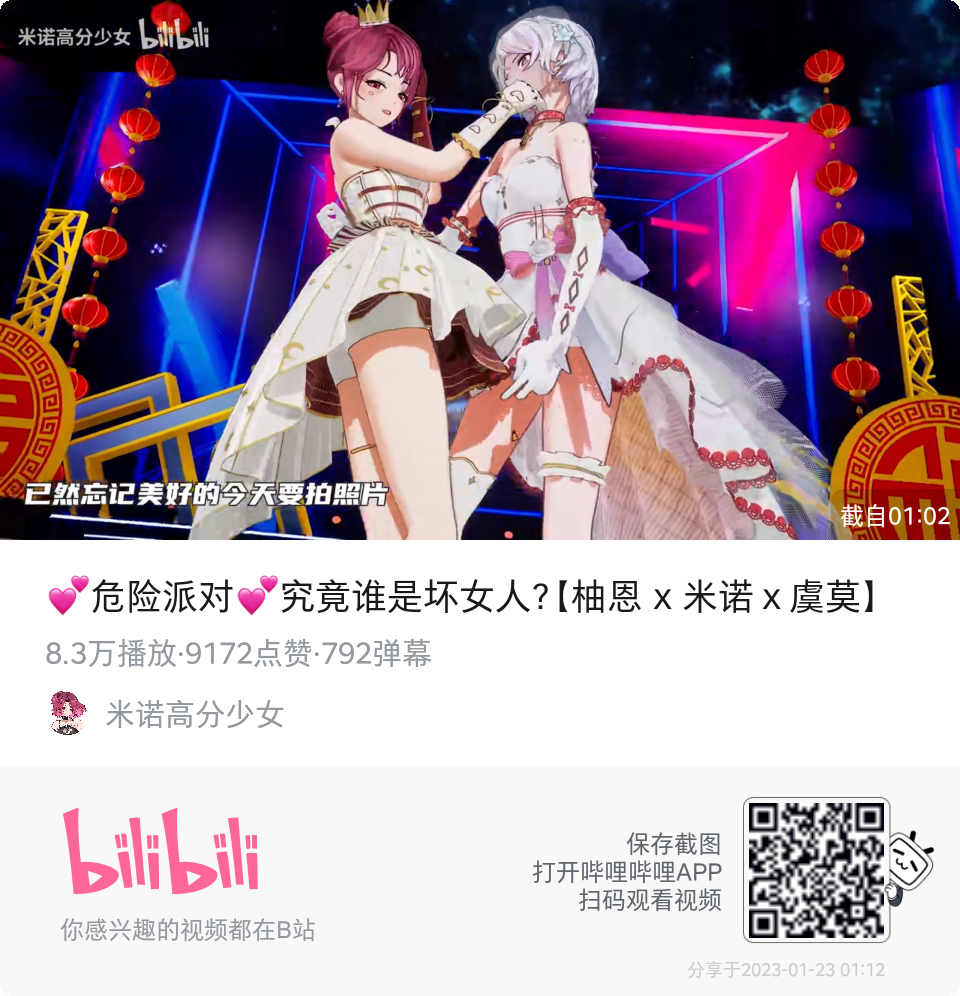 米诺高分少女 bilibili
已然忘记美好的今天要拍照片
截自01:02
💕危险派对💕究竟谁是坏女人?【柚恩 x 米诺 x 虞莫】
8.3万播放·9172点赞·792弹幕
米诺高分少女
bilibili
你感兴趣的视频都在B站
保存截图
打开哔哩哔哩APP
扫码观看视频
分享于2023-01-23 01:12